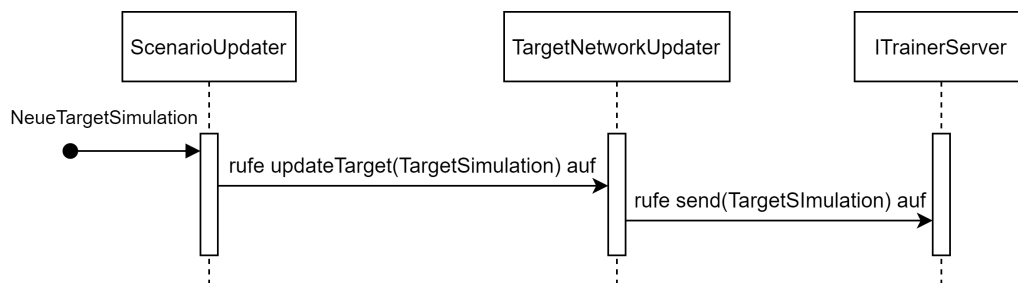 ScenarioUpdater
TargetNetworkUpdater
ITrainerServer
NeueTargetSimulation
rufe updateTarget(TargetSimulation) auf
rufe send(TargetSImulation) auf